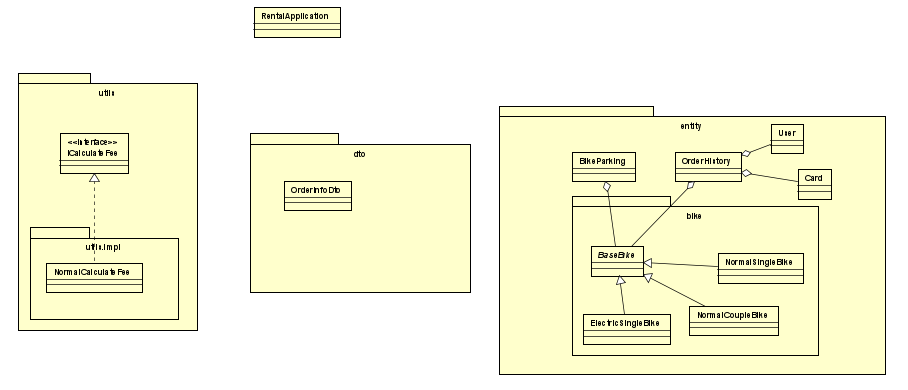 RentalApplication
utils
<<interface>>
ICalculateFee
utils.impl
NormalCalculateFee
dto
OrderInfoDto
entity
User
BikeParking
OrderHistory
Card
bike
BaseBike
NormalSingleBike
NormalCoupleBike
ElectricSingleBike